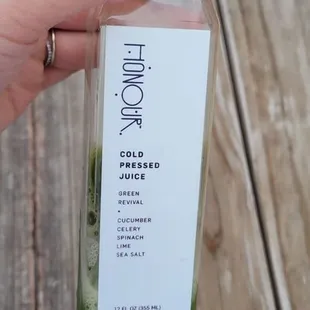 HONOUR
COLD
PRESSED
JUICE
GREEN
REVIVAL
•
CUCUMBER
CELERY
SPINACH
LIME
SEA SALT
12 FL OZ (355 ML)